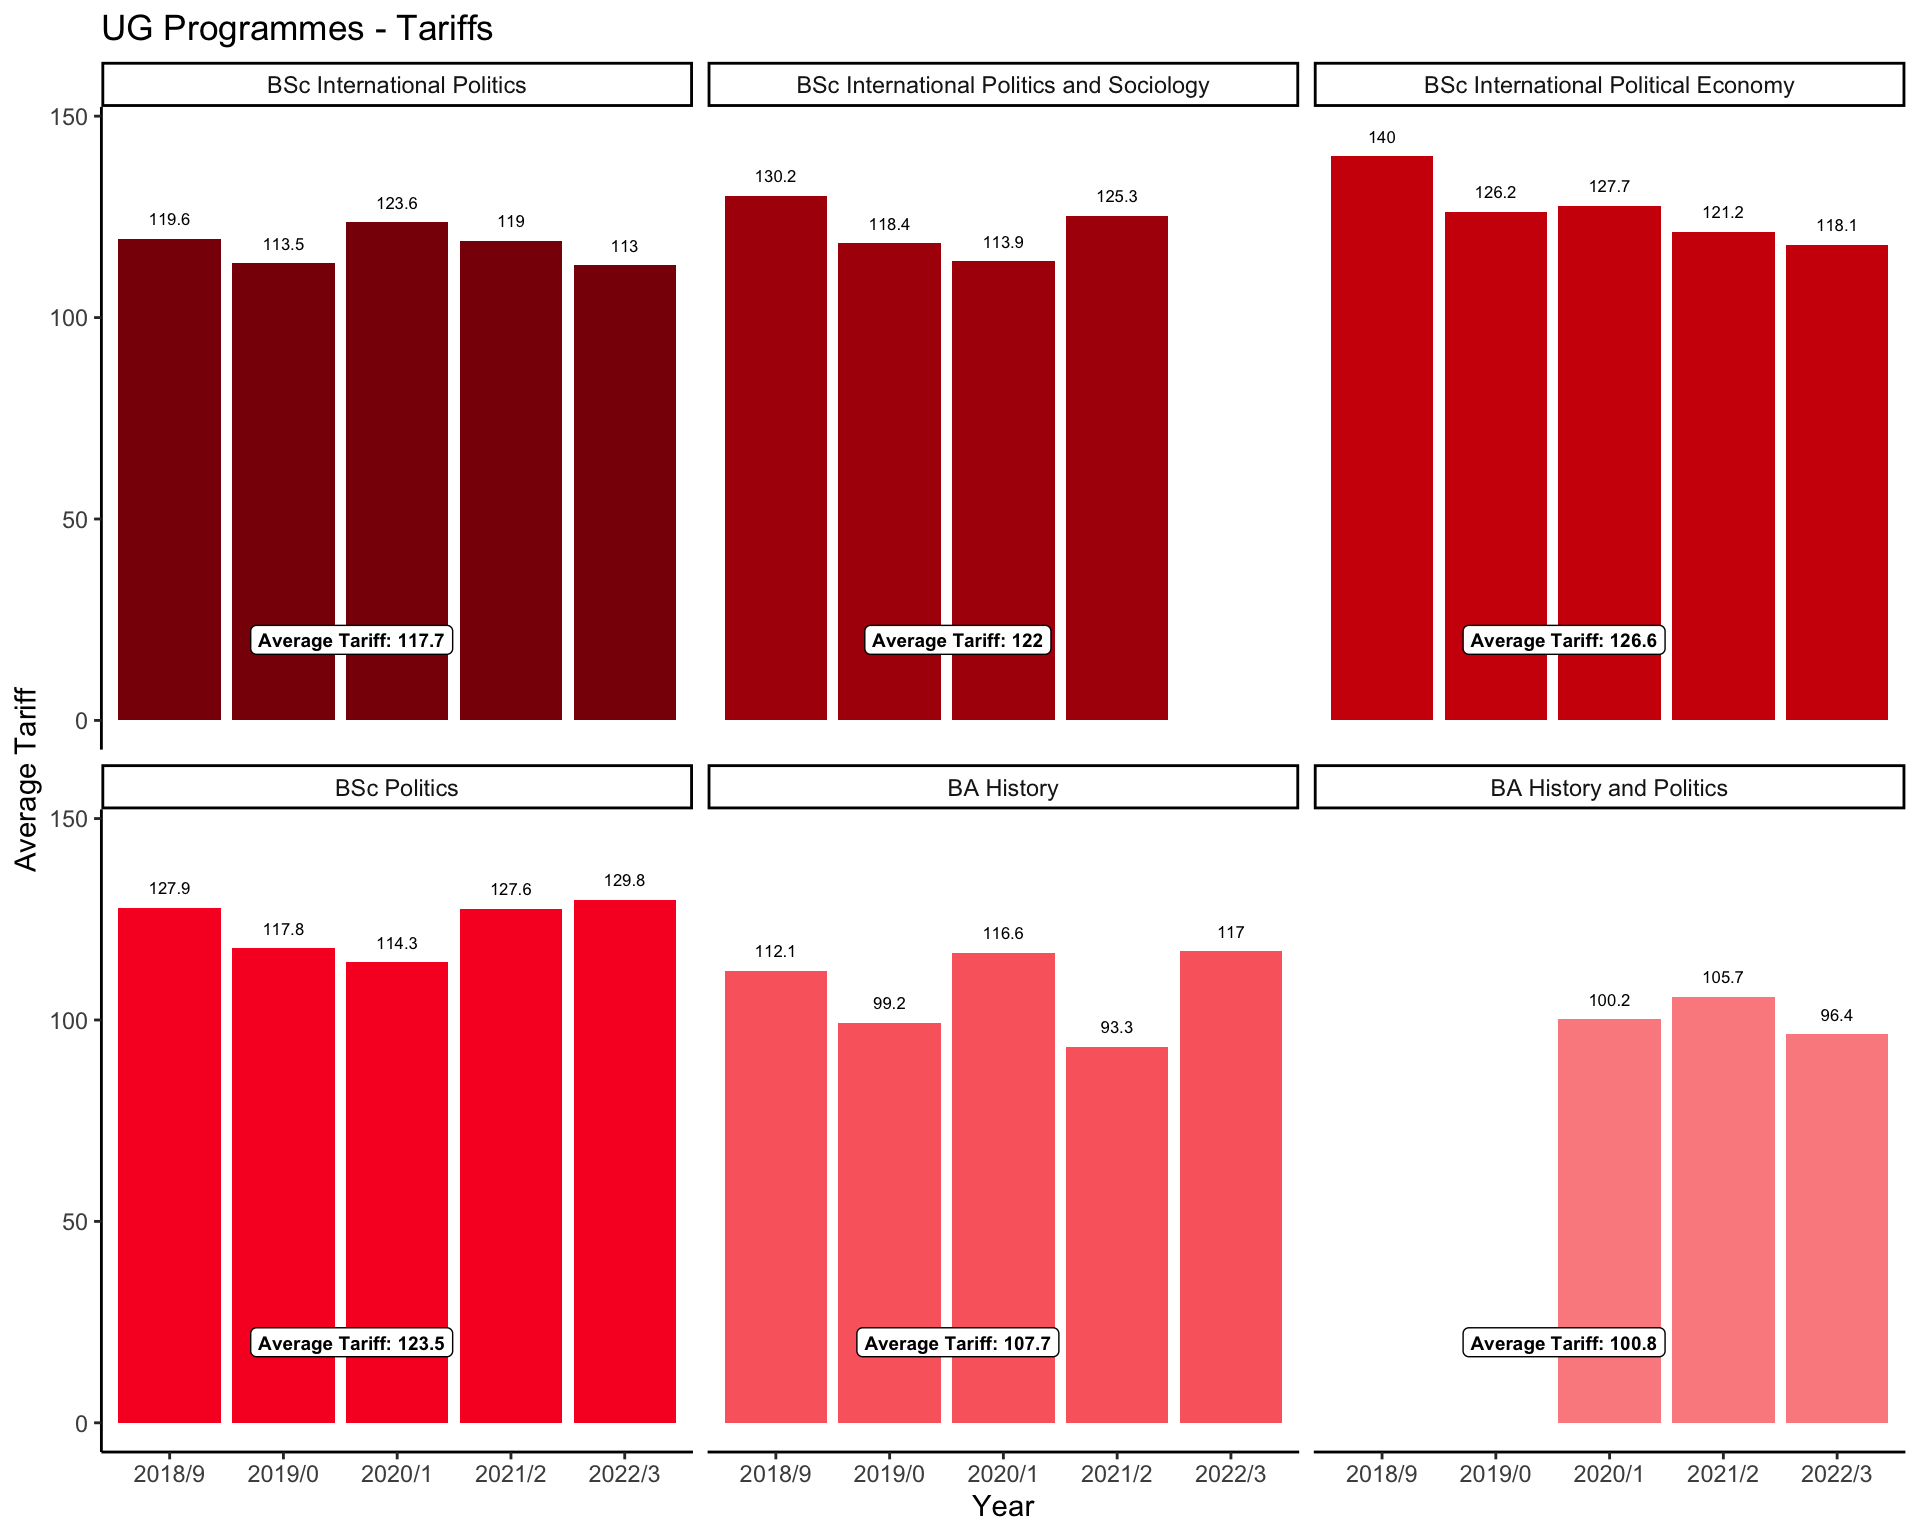 UG Programmes - Tariffs
BSc International Politics
BSc International Politics and Sociology
BSc International Political Economy
150
100
50
0
119.6
113.5
123.6
119
113
Average Tariff: 117.7
130.2
118.4
113.9
125.3
Average Tariff: 122
140
126.2
127.7
121.2
118.1
Average Tariff: 126.6
Average Tariff
BSc Politics
BA History
BA History and Politics
150
100
50
0
127.9
117.8
114.3
127.6
129.8
Average Tariff: 123.5
112.1
99.2
116.6
93.3
117
Average Tariff: 107.7
100.2
105.7
96.4
Average Tariff: 100.8
2018/9 2019/0 2020/1 2021/2 2022/3
2018/9 2019/0 2020/1 2021/2 2022/3
2018/9 2019/0 2020/1 2021/2 2022/3
Year